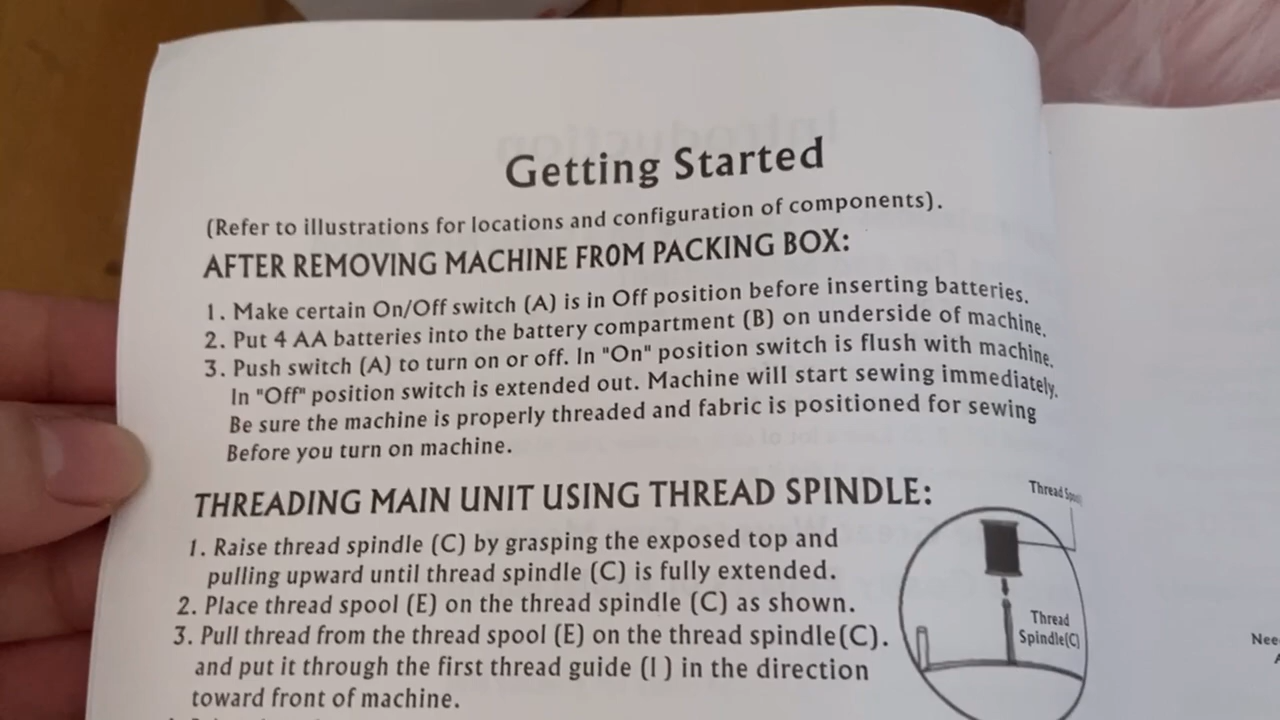 Getting Started
(Refer to illustrations for locations and configuration of components).
AFTER REMOVING MACHINE FROM PACKING BOX:
1. Make certain On/Off switch (A) is in Off position before inserting batteries.
2. Put 4 AA batteries into the battery compartment (B) on underside of machine.
3. Push switch (A) to turn on or off. In "On" position switch is flush with machine.
In "Off" position switch is extended out. Machine will start sewing immediately.
Be sure the machine is properly threaded and fabric is positioned for sewing
Before you turn on machine.
THREADING MAIN UNIT USING THREAD SPINDLE:
1. Raise thread spindle (C) by grasping the exposed top and
pulling upward until thread spindle (C) is fully extended.
2. Place thread spool (E) on the thread spindle (C) as shown.
3. Pull thread from the thread spool (E) on the thread spindle(C).
and put it through the first thread guide (I ) in the direction
toward front of machine.
Thread
Thread
Spindle(C)